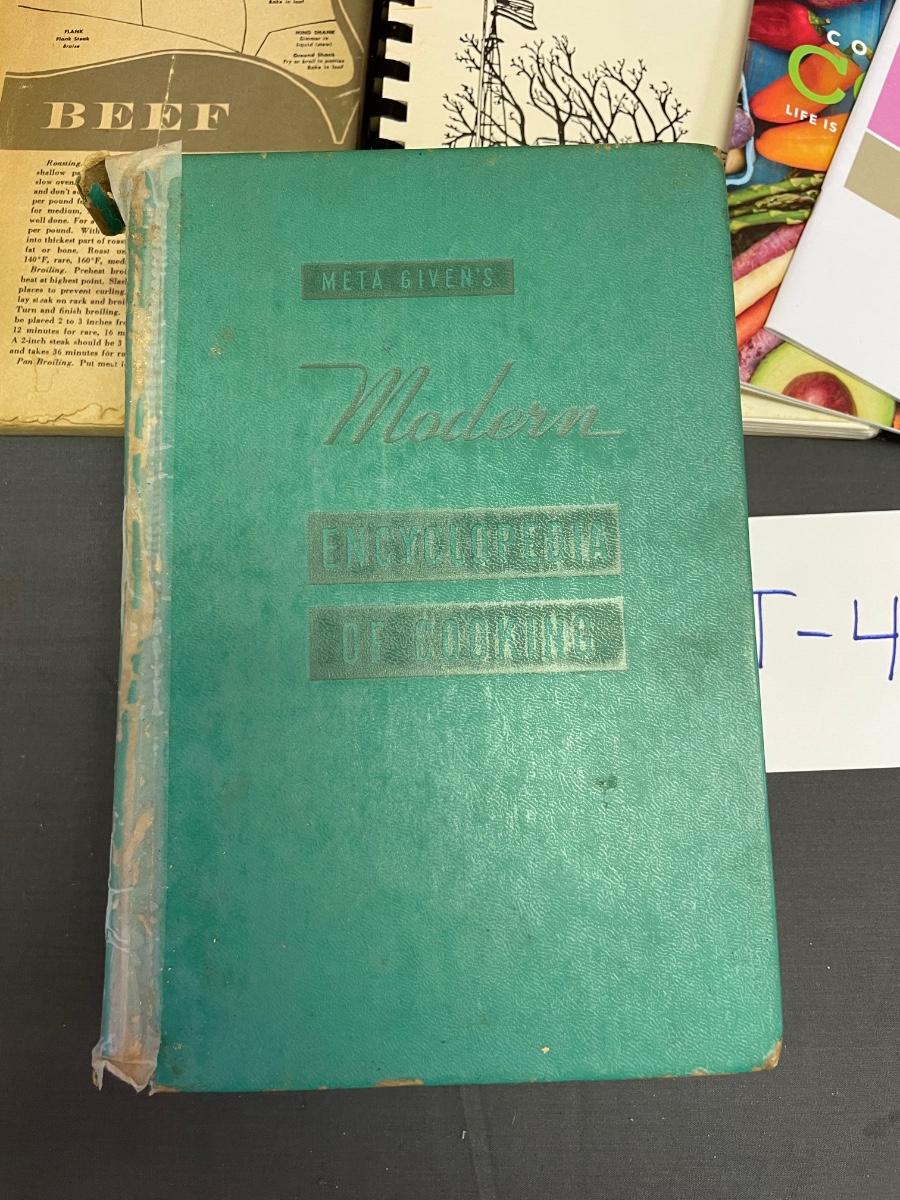 FLANK
Flank Steak
Braise
Bake in loaf
HIND SHANK
Simmer in
liquid (stew)
Ground Shank
Fry or broil in patties
Bake in loaf
BEEF
Roasting.
shallow
slow oven
and don't
per pound
for medium,
well done. For
per pound. With
into thickest part of
fat or bone. Roast
140°F, rare, 160°F,
Broiling. Preheat
heat at highest point.
places to prevent curling.
lay steak on rack and
Turn and finish broiling.
be placed 2 to 3 inches
12 minutes for rare, 16
A 2-inch steak should be 3
and takes 36 minutes for
Pan Broiling. Put meat
CO
LIFE IS
META GIVEN'S
Modern
ENCYCLOPEDIA
OF COOKING
T-4